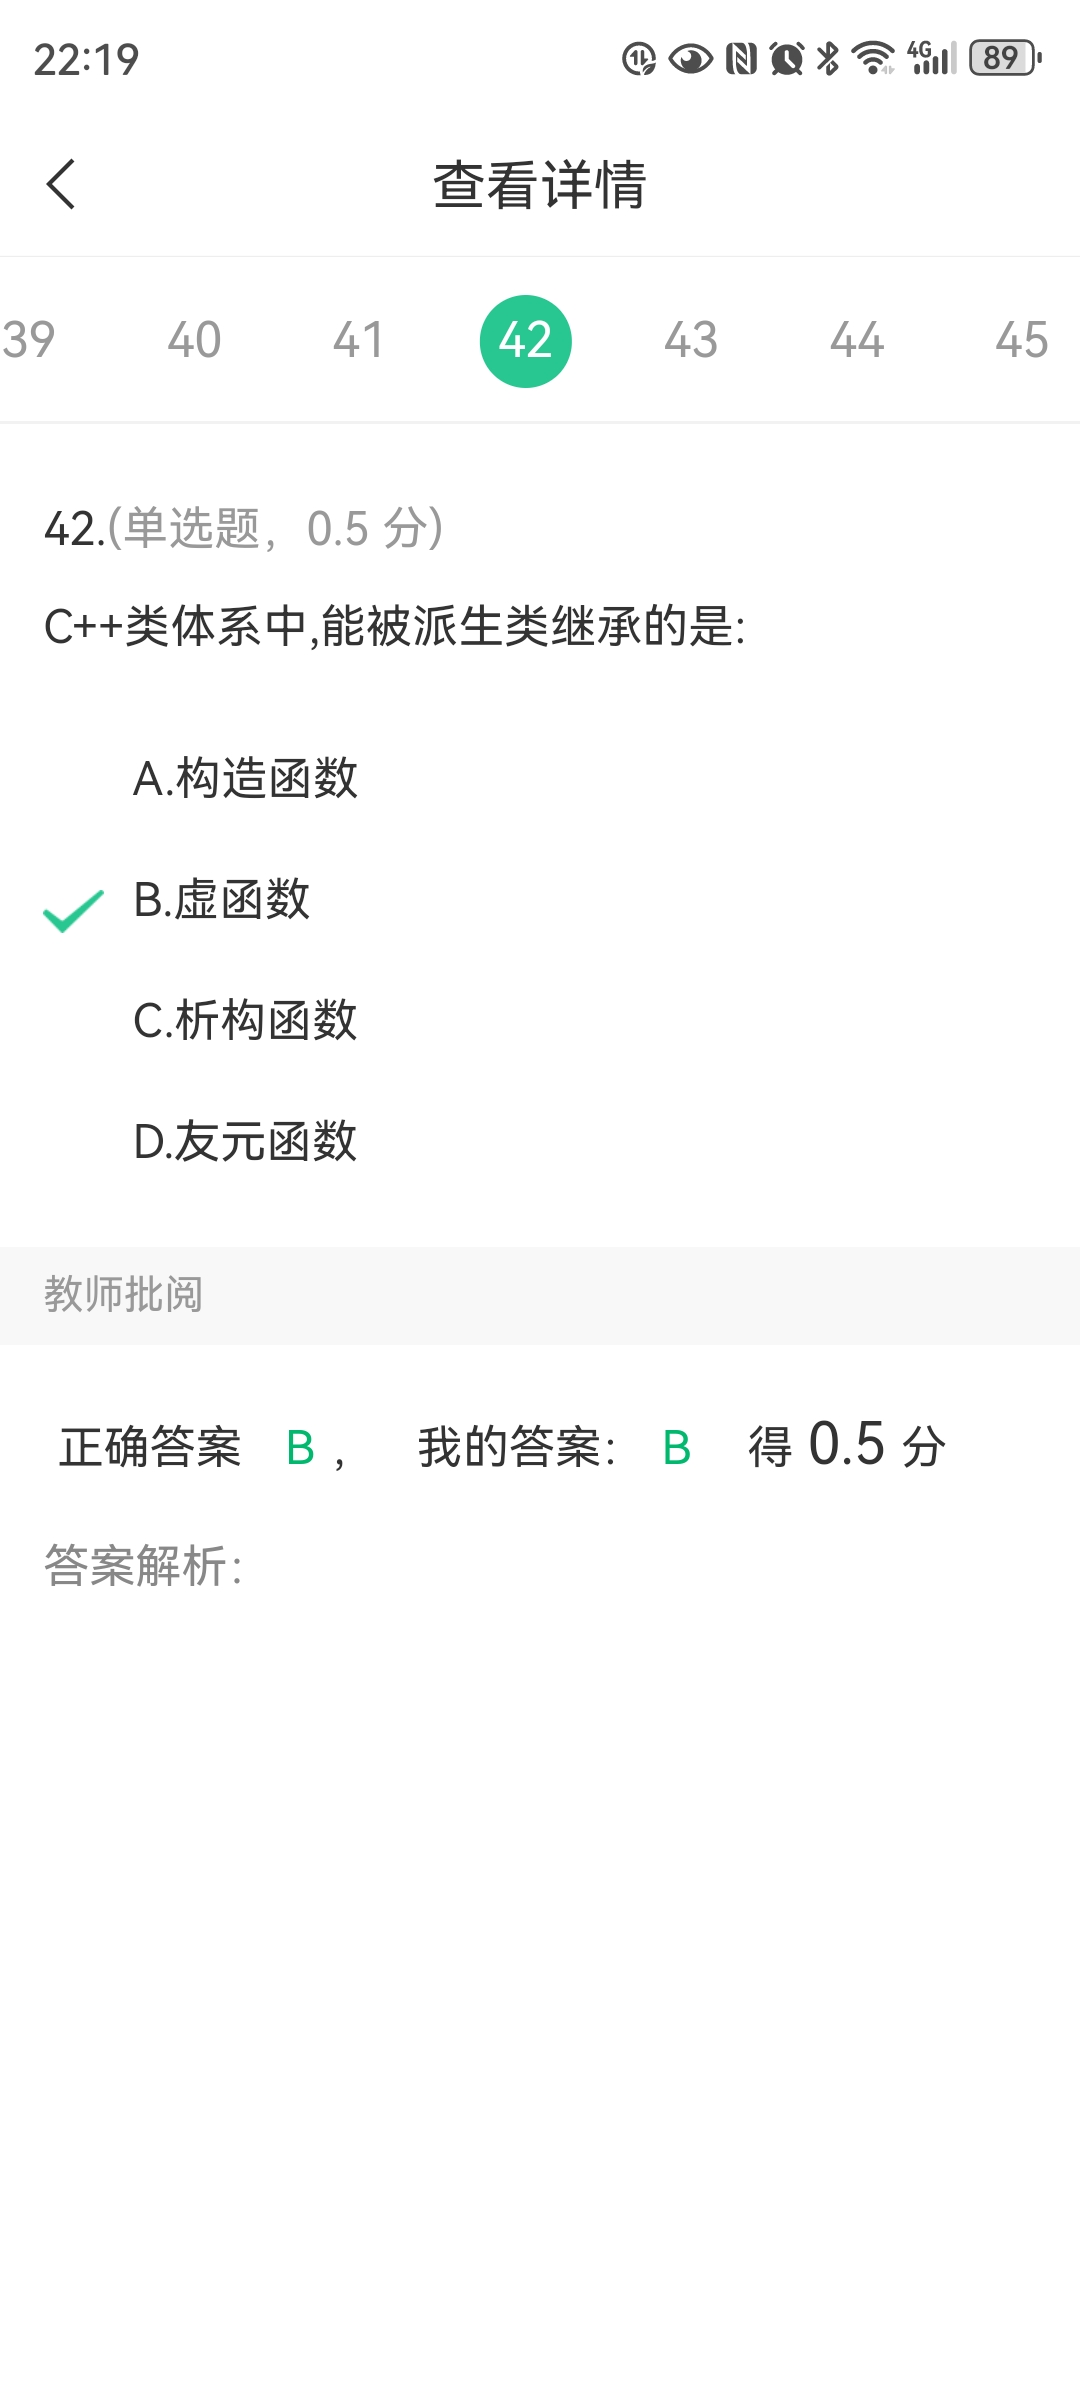 22:19
4G 89
查看详情
39 40 41 42 43 44 45
42.(单选题，0.5 分)
C++类体系中,能被派生类继承的是:
A.构造函数
B.虚函数
C.析构函数
D.友元函数
教师批阅
正确答案 B ， 我的答案： B 得 0.5 分
答案解析：